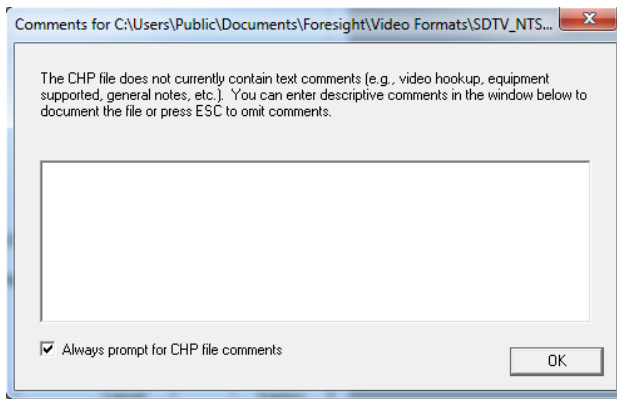 Comments for C:\Users\Public\Documents\Foresight\Video Formats\SDTV_NTS...
The CHP file does not currently contain text comments (e.g., video hookup, equipment
supported, general notes, etc.). You can enter descriptive comments in the window below to
document the file or press ESC to omit comments.
Always prompt for CHP file comments
OK